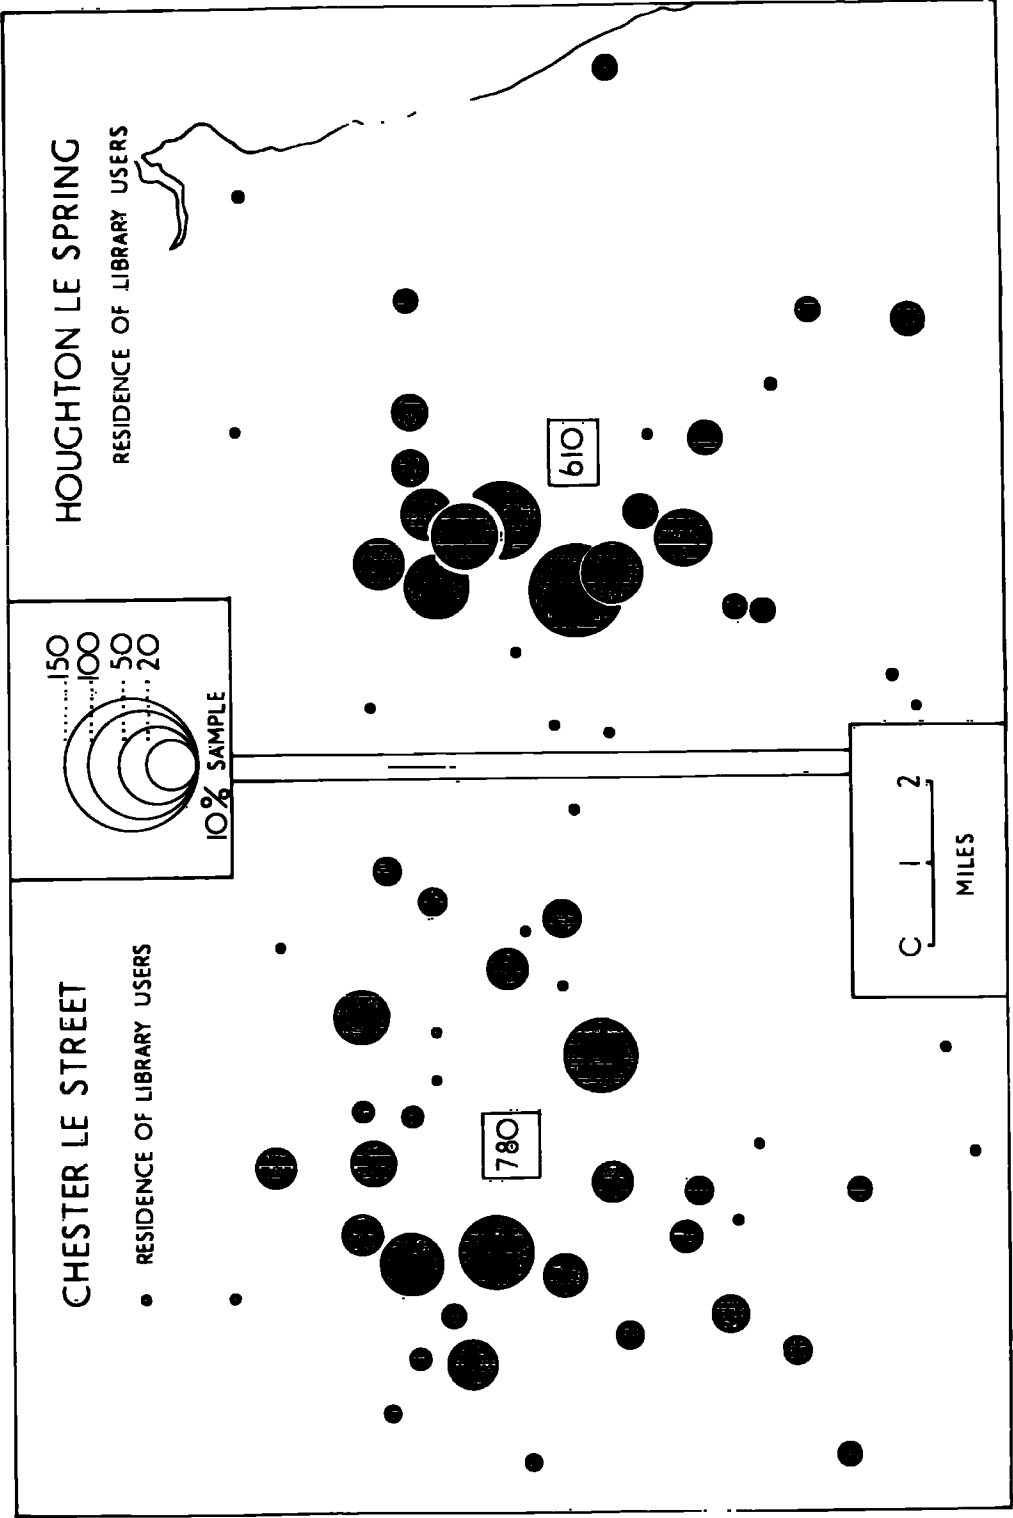 CHESTER LE STREET
RESIDENCE OF LIBRARY USERS
780
150
100
50
20
10% SAMPLE
HOUGHTON LE SPRING
RESIDENCE OF LIBRARY USERS
610
O 1 2
MILES